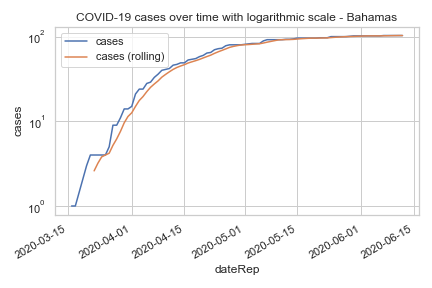 COVID-19 cases over time with logarithmic scale - Bahamas
cases
cases (rolling)
10²
10¹
10⁰
cases
2020-03-15
2020-04-01
2020-04-15
2020-05-01
2020-05-15
2020-06-01
2020-06-15
dateRep